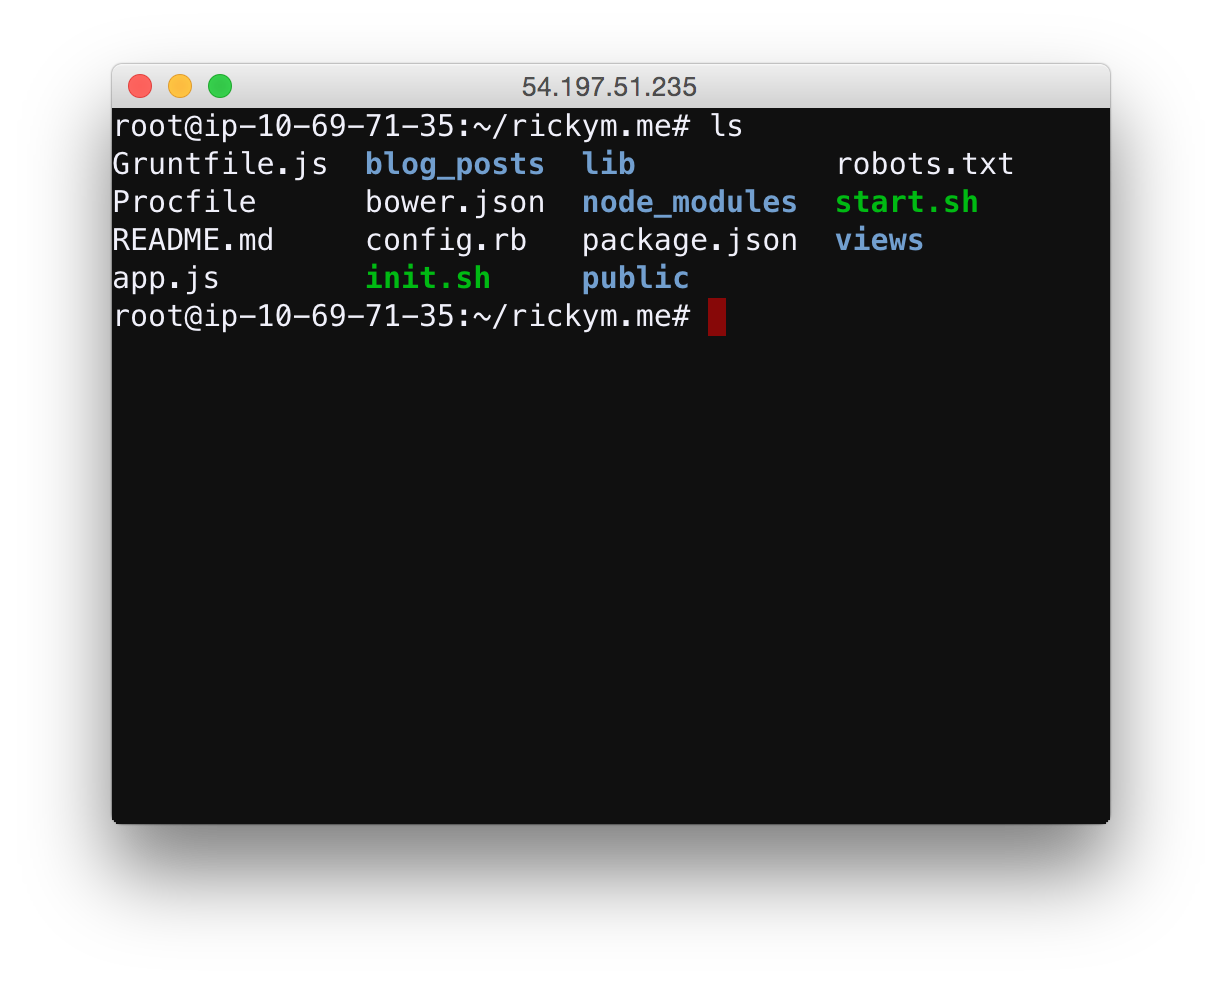 54.197.51.235
root@ip-10-69-71-35:~/rickym.me# ls
Gruntfile.js  blog_posts  lib           robots.txt
Procfile      bower.json  node_modules  start.sh
README.md     config.rb   package.json  views
app.js        init.sh     public
root@ip-10-69-71-35:~/rickym.me#